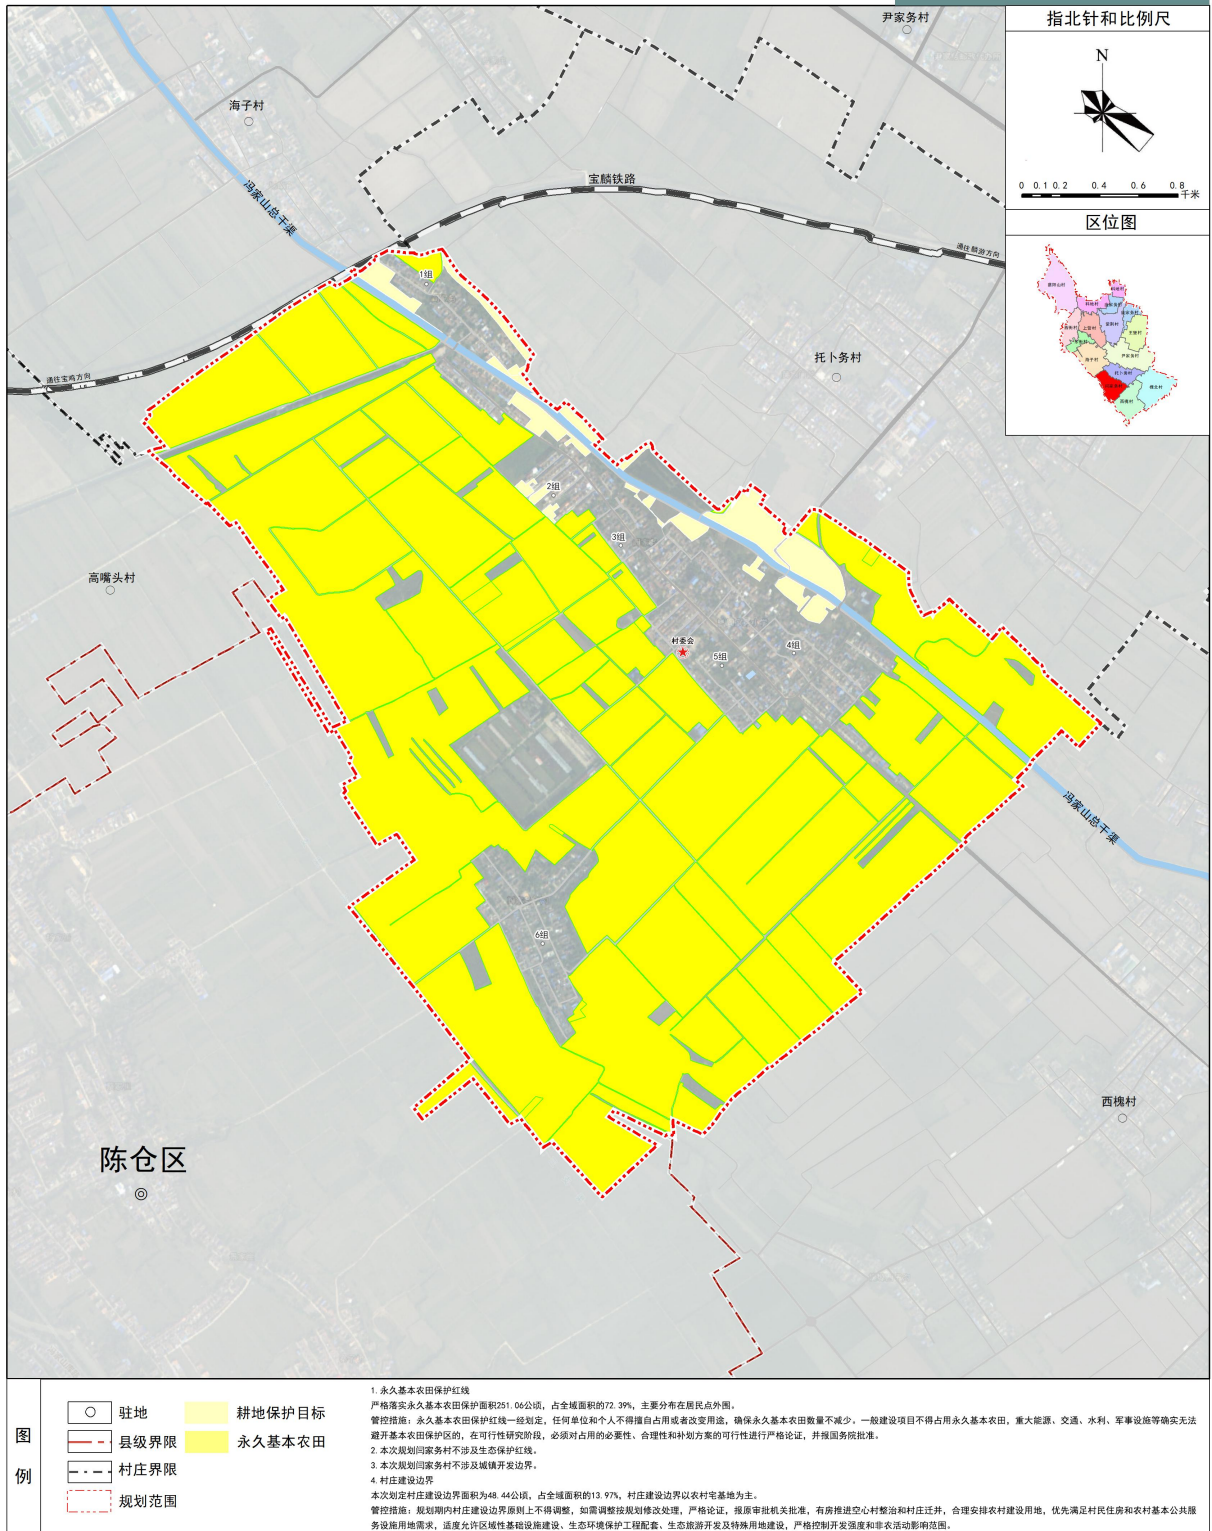 尹家务村
指北针和比例尺
N
0 0.1 0.2 0.4 0.6 0.8
千米
区位图
海子村
冯家山总干渠
宝麟铁路
通往麟游方向
1组
托卜务村
通往宝鸡方向
2组
3组
高嘴头村
村委会
4组
5组
冯家山总干渠
6组
西槐村
陈仓区
图例
驻地
耕地保护目标
县级界限
永久基本农田
村庄界限
规划范围
1. 永久基本农田保护红线
严格落实永久基本农田保护面积251.06公顷, 占全域面积的72.39%, 主要分布在居民点外围。
管控措施: 永久基本农田保护红线一经划定, 任何单位和个人不得擅自占用或者改变用途, 确保永久基本农田数量不减少。一般建设项目不得占用永久基本农田, 重大能源、交通、水利、军事设施等确实无法
避开基本农田保护区的, 在可行性研究阶段, 必须对占用的必要性、合理性和补划方案的可行性进行严格论证, 并报国务院批准。
2. 本次规划闫家务村不涉及生态保护红线。
3. 本次规划闫家务村不涉及城镇开发边界。
4. 村庄建设边界
本次划定村庄建设边界面积为48.44公顷, 占全域面积的13.97%, 村庄建设边界以农村宅基地为主。
管控措施: 规划期内村庄建设边界原则上不得调整, 如需调整按规划修改处理, 严格论证, 报原审批机关批准, 有房推进空心村整治和村庄迁并, 合理安排农村建设用地, 优先满足村民住房和农村基本公共服
务设施用地需求, 适度允许区域性基础设施建设、生态环境保护工程配套、生态旅游开发及特殊用地建设, 严格控制开发强度和非农活动影响范围。